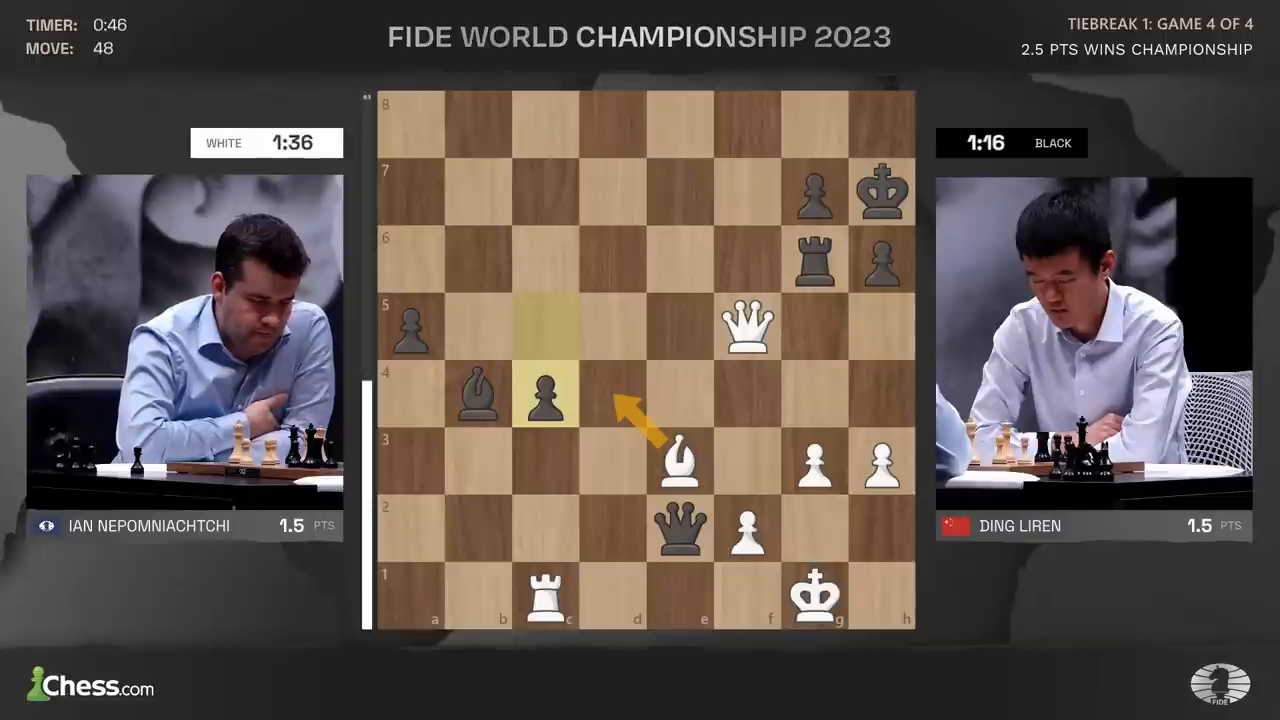 TIMER: 0:46
MOVE: 48
FIDE WORLD CHAMPIONSHIP 2023
TIEBREAK 1: GAME 4 OF 4
2.5 PTS WINS CHAMPIONSHIP
WHITE 1:36
1:16 BLACK
8
7
6
5
4
3
2
1
a b c d e f g h
IAN NEPOMNIACHTCHI 1.5 PTS
DING LIREN 1.5 PTS
Chess.com
FIDE